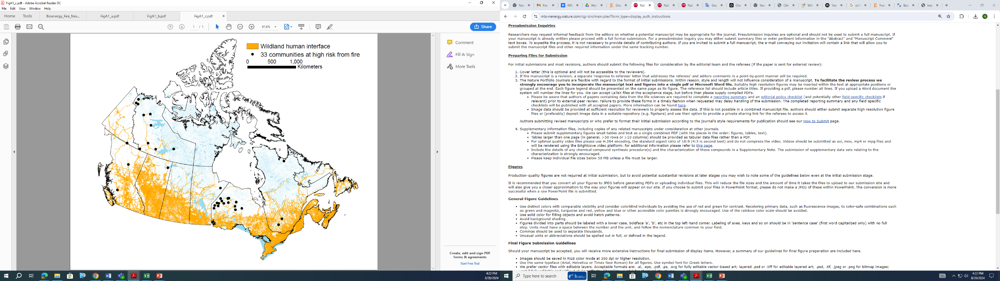 FigA1_c.pdf - Adobe Acrobat Reader DC
File Edit View Window Help
Home Tools Bioenergy_Fire_Nex... FigA1_a.pdf FigA1_b.pdf FigA1_c.pdf
1 / 1 97.6% Share
Wildland human interface
33 communities at high risk from fire
0 500 1,000
Kilometers
Comment
Fill & Sign
More Tools
Create, edit and sign PDF
forms & agreements
Start Free Trial
4:22 PM
8/20/2024
mts-nenergy.nature.com/cgi-bin/main.plex?form_type=display_auth_instructions
Presubmission Inquiries
Researchers may request informal feedback from the editors on whether a potential manuscript may be appropriate for the journal. Presubmission inquiries are optional and should not be used to submit a full manuscript. If
your manuscript is already written please proceed with a full formal submission. For a presubmission inquiry you may either submit summary files or enter pertinent information in the "Abstract" and "Manuscript Comment"
text boxes. To expedite the process, it is not necessary to provide details of contributing authors. If you are invited to submit a full manuscript, the e-mail conveying our invitation will contain a link that will allow you to
submit the manuscript files and other required information under the same tracking number.
Preparing Files for Submission
For initial submissions and most revisions, authors should submit the following files for consideration by the editorial team and the referees (if the paper is sent for external review):
1. Cover letter (this is optional and will not be accessible to the reviewers).
2. If the manuscript is a revision, a separate 'response to referees' letter that addresses the referees' and editors comments in a point-by-point manner will be required.
3. The Nature Portfolio Journals are flexible with regard to the format of initial submissions. Within reason, style and length will not influence consideration of a manuscript. To facilitate the review process we
strongly encourage you to incorporate the manuscript text and figures into a single pdf or Microsoft Word file. Suitably high resolution figures may be inserted within the text at appropriate positions or
grouped at the end. Each figure legend should be presented on the same page as its figure. The reference list should include article titles. If providing a pdf, please number all lines. If you upload a Word document the
system will number the lines for you. We can accept LaTeX files at the acceptance stage, but before then please supply compiled PDFs.
• Please be aware that authors of papers containing data from the life sciences are required to complete a reporting summary and an editorial policy checklist (and potentially other field-specific checklists if
relevant) prior to external peer review. Failure to provide these forms in a timely fashion when requested may delay handling of the submission. The completed reporting summary and any field-specific
checklists will be published with all accepted papers. More information can be found here.
• Image data should be provided at sufficient resolution for reviewers to properly assess the data. If this is not possible in a combined manuscript file, authors should either submit separate high resolution figure
files or (preferably) deposit image data in a suitable repository (e.g. figshare) and use their option to provide a private sharing link for the referees to access it.
Authors submitting revised manuscripts or who prefer to format their initial submission according to the journal's style requirements for publication should see our How to Submit page.
4. Supplementary information files, including copies of any related manuscripts under consideration at other journals.
• Please submit supplementary figures small tables and text as a single combined PDF (with the pieces in the order: figures, tables, text).
• Tables larger than one page (in general, >50 rows or >10 columns) should be provided as tabular data files rather than a PDF.
• For optimal quality video files please use H.264 encoding, the standard aspect ratio of 16:9 (4:3 is second best) and do not compress the video. Videos should be submitted as avi, mov, mp4 or mpg files and
will be rendered using the Brightcove video platform; for additional information please refer to this page.
• Include the details of any chemical compound synthesis procedure(s) and the characterization of these compounds in a Supplementary Note. The submission of supplementary data sets relating to the
characterization is strongly encouraged.
• Please keep individual file sizes below 50 MB unless a file must be larger.
Figures
Production-quality figures are not required at initial submission, but to avoid potential substantial revisions at later stages you may wish to note some of the guidelines below even at the initial submission stage.
It is recommended that you convert all your figures to JPEG before generating PDFs or uploading individual files. This will reduce the file sizes and the amount of time it takes the files to upload to our submission site and
will also give you a closer approximation to the way your figures will appear on our site. If you choose to submit your files in PowerPoint format, please do not make a JPEG of these within PowerPoint. The conversion is more
successful when a raw PowerPoint file is submitted.
General Figure Guidelines
• Use distinct colors with comparable visibility and consider colorblind individuals by avoiding the use of red and green for contrast. Recoloring primary data, such as fluorescence images, to color-safe combinations such
as green and magenta, turquoise and red, yellow and blue or other accessible color palettes is strongly encouraged. Use of the rainbow color scale should be avoided.
• Use solid color for filling objects and avoid hatch patterns.
• Avoid background shading.
• Figures divided into parts should be labeled with a lower-case, boldface 'a', 'b', etc in the top left-hand corner. Labeling of axes, keys and so on should be in 'sentence case' (first word capitalized only) with no full
stop. Units must have a space between the number and the unit, and follow the nomenclature common to your field.
• Commas should be used to separate thousands.
• Unusual units or abbreviations should be spelled out in full, or defined in the legend.
Final Figure Submission Guidelines
Should your manuscript be accepted, you will receive more extensive instructions for final submission of display items. However, a summary of our guidelines for final figure preparation are included here.
• Images should be saved in RGB color mode at 300 dpi or higher resolution.
• Use the same typeface (Arial, Helvetica or Times New Roman) for all figures. Use symbol font for Greek letters.
• We prefer vector files with editable layers. Acceptable formats are: .ai, .eps, .pdf, .ps, .svg for fully editable vector-based art; layered .psd or .tiff for editable layered art; .psd, .tif, .jpeg or .png for bitmap images;
Type here to search
4:22 PM
8/20/2024